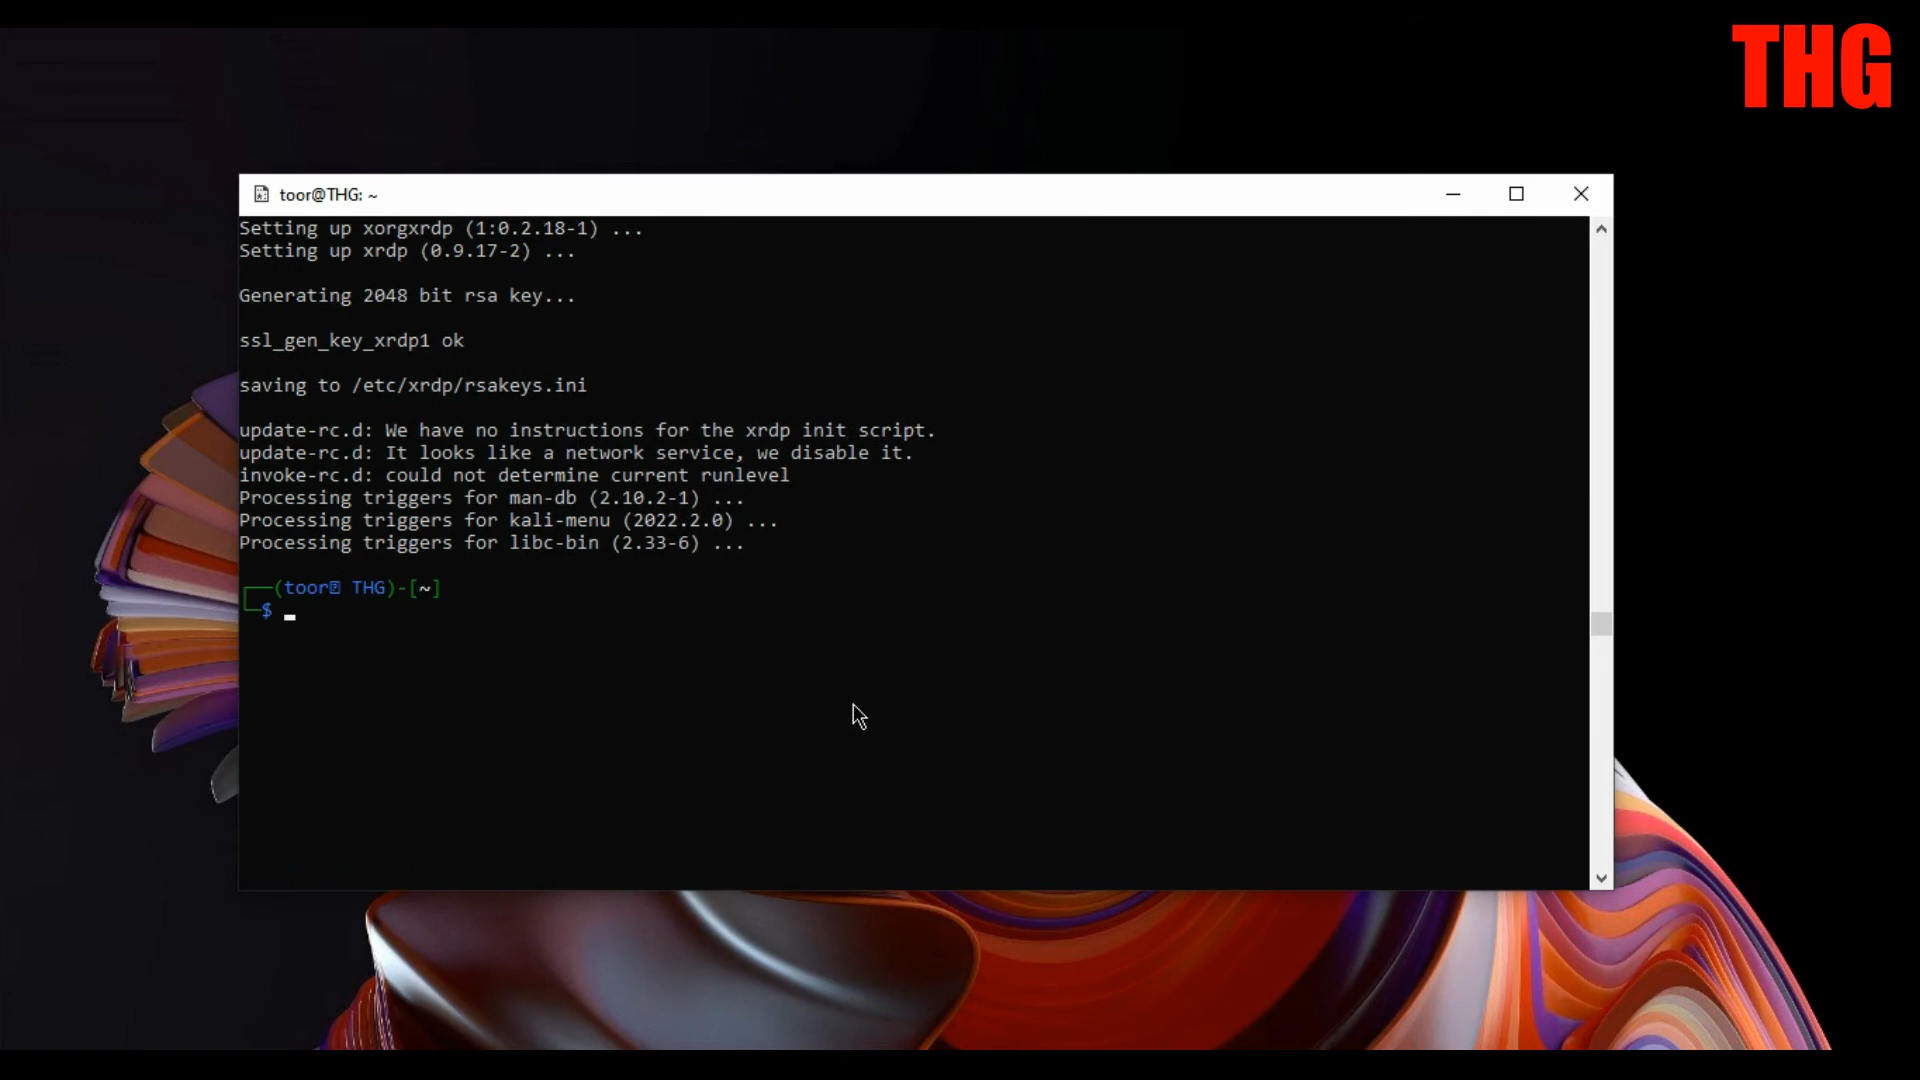 THG
toor@THG: ~
Setting up xorgxrdp (1:0.2.18-1) ...
Setting up xrdp (0.9.17-2) ...
Generating 2048 bit rsa key...
ssl_gen_key_xrdp1 ok
saving to /etc/xrdp/rsakeys.ini
update-rc.d: We have no instructions for the xrdp init script.
update-rc.d: It looks like a network service, we disable it.
invoke-rc.d: could not determine current runlevel
Processing triggers for man-db (2.10.2-1) ...
Processing triggers for kali-menu (2022.2.0) ...
Processing triggers for libc-bin (2.33-6) ...
┌──(toor⍰ THG)-[~]
└─$